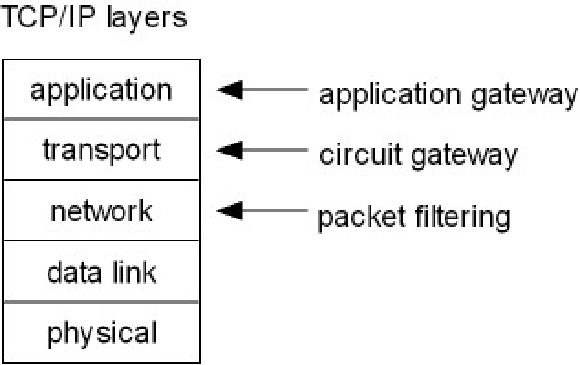 TCP/IP layers
application
application gateway
transport
circuit gateway
network
packet filtering
data link
physical